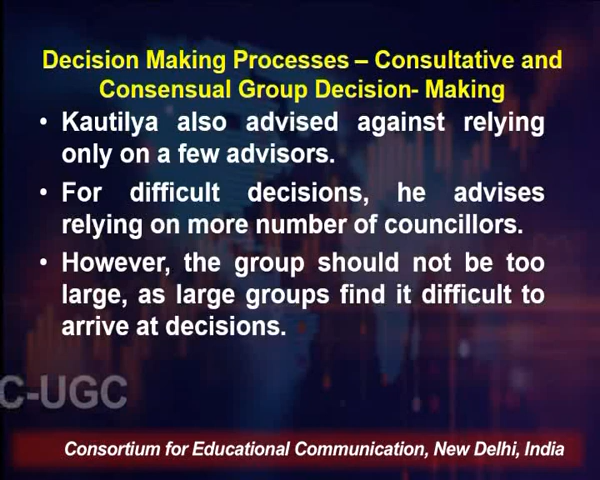 Decision Making Processes – Consultative and
Consensual Group Decision- Making
• Kautilya also advised against relying
only on a few advisors.
• For difficult decisions, he advises
relying on more number of councillors.
• However, the group should not be too
large, as large groups find it difficult to
arrive at decisions.
C-UGC
Consortium for Educational Communication, New Delhi, India